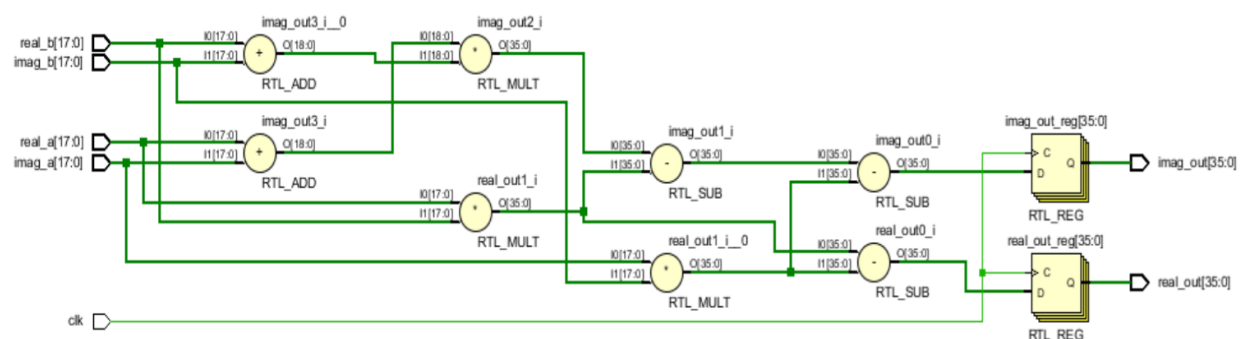 imag_out3_i__0
real_b[17:0]
imag_b[17:0]
I0[17:0]
I1[17:0]
+
O[18:0]
RTL_ADD
imag_out2_i
I0[18:0]
I1[18:0]
*
O[35:0]
RTL_MULT
imag_out3_i
real_a[17:0]
imag_a[17:0]
I0[17:0]
I1[17:0]
+
O[18:0]
RTL_ADD
real_out1_i
I0[17:0]
I1[17:0]
*
O[35:0]
RTL_MULT
imag_out1_i
I0[35:0]
I1[35:0]
-
O[35:0]
RTL_SUB
real_out1_i__0
I0[17:0]
I1[17:0]
*
O[35:0]
RTL_MULT
imag_out0_i
I0[35:0]
I1[35:0]
-
O[35:0]
RTL_SUB
real_out0_i
I0[35:0]
I1[35:0]
-
O[35:0]
RTL_SUB
imag_out_reg[35:0]
C
D
Q
RTL_REG
imag_out[35:0]
real_out_reg[35:0]
C
D
Q
RTL_REG
real_out[35:0]
clk